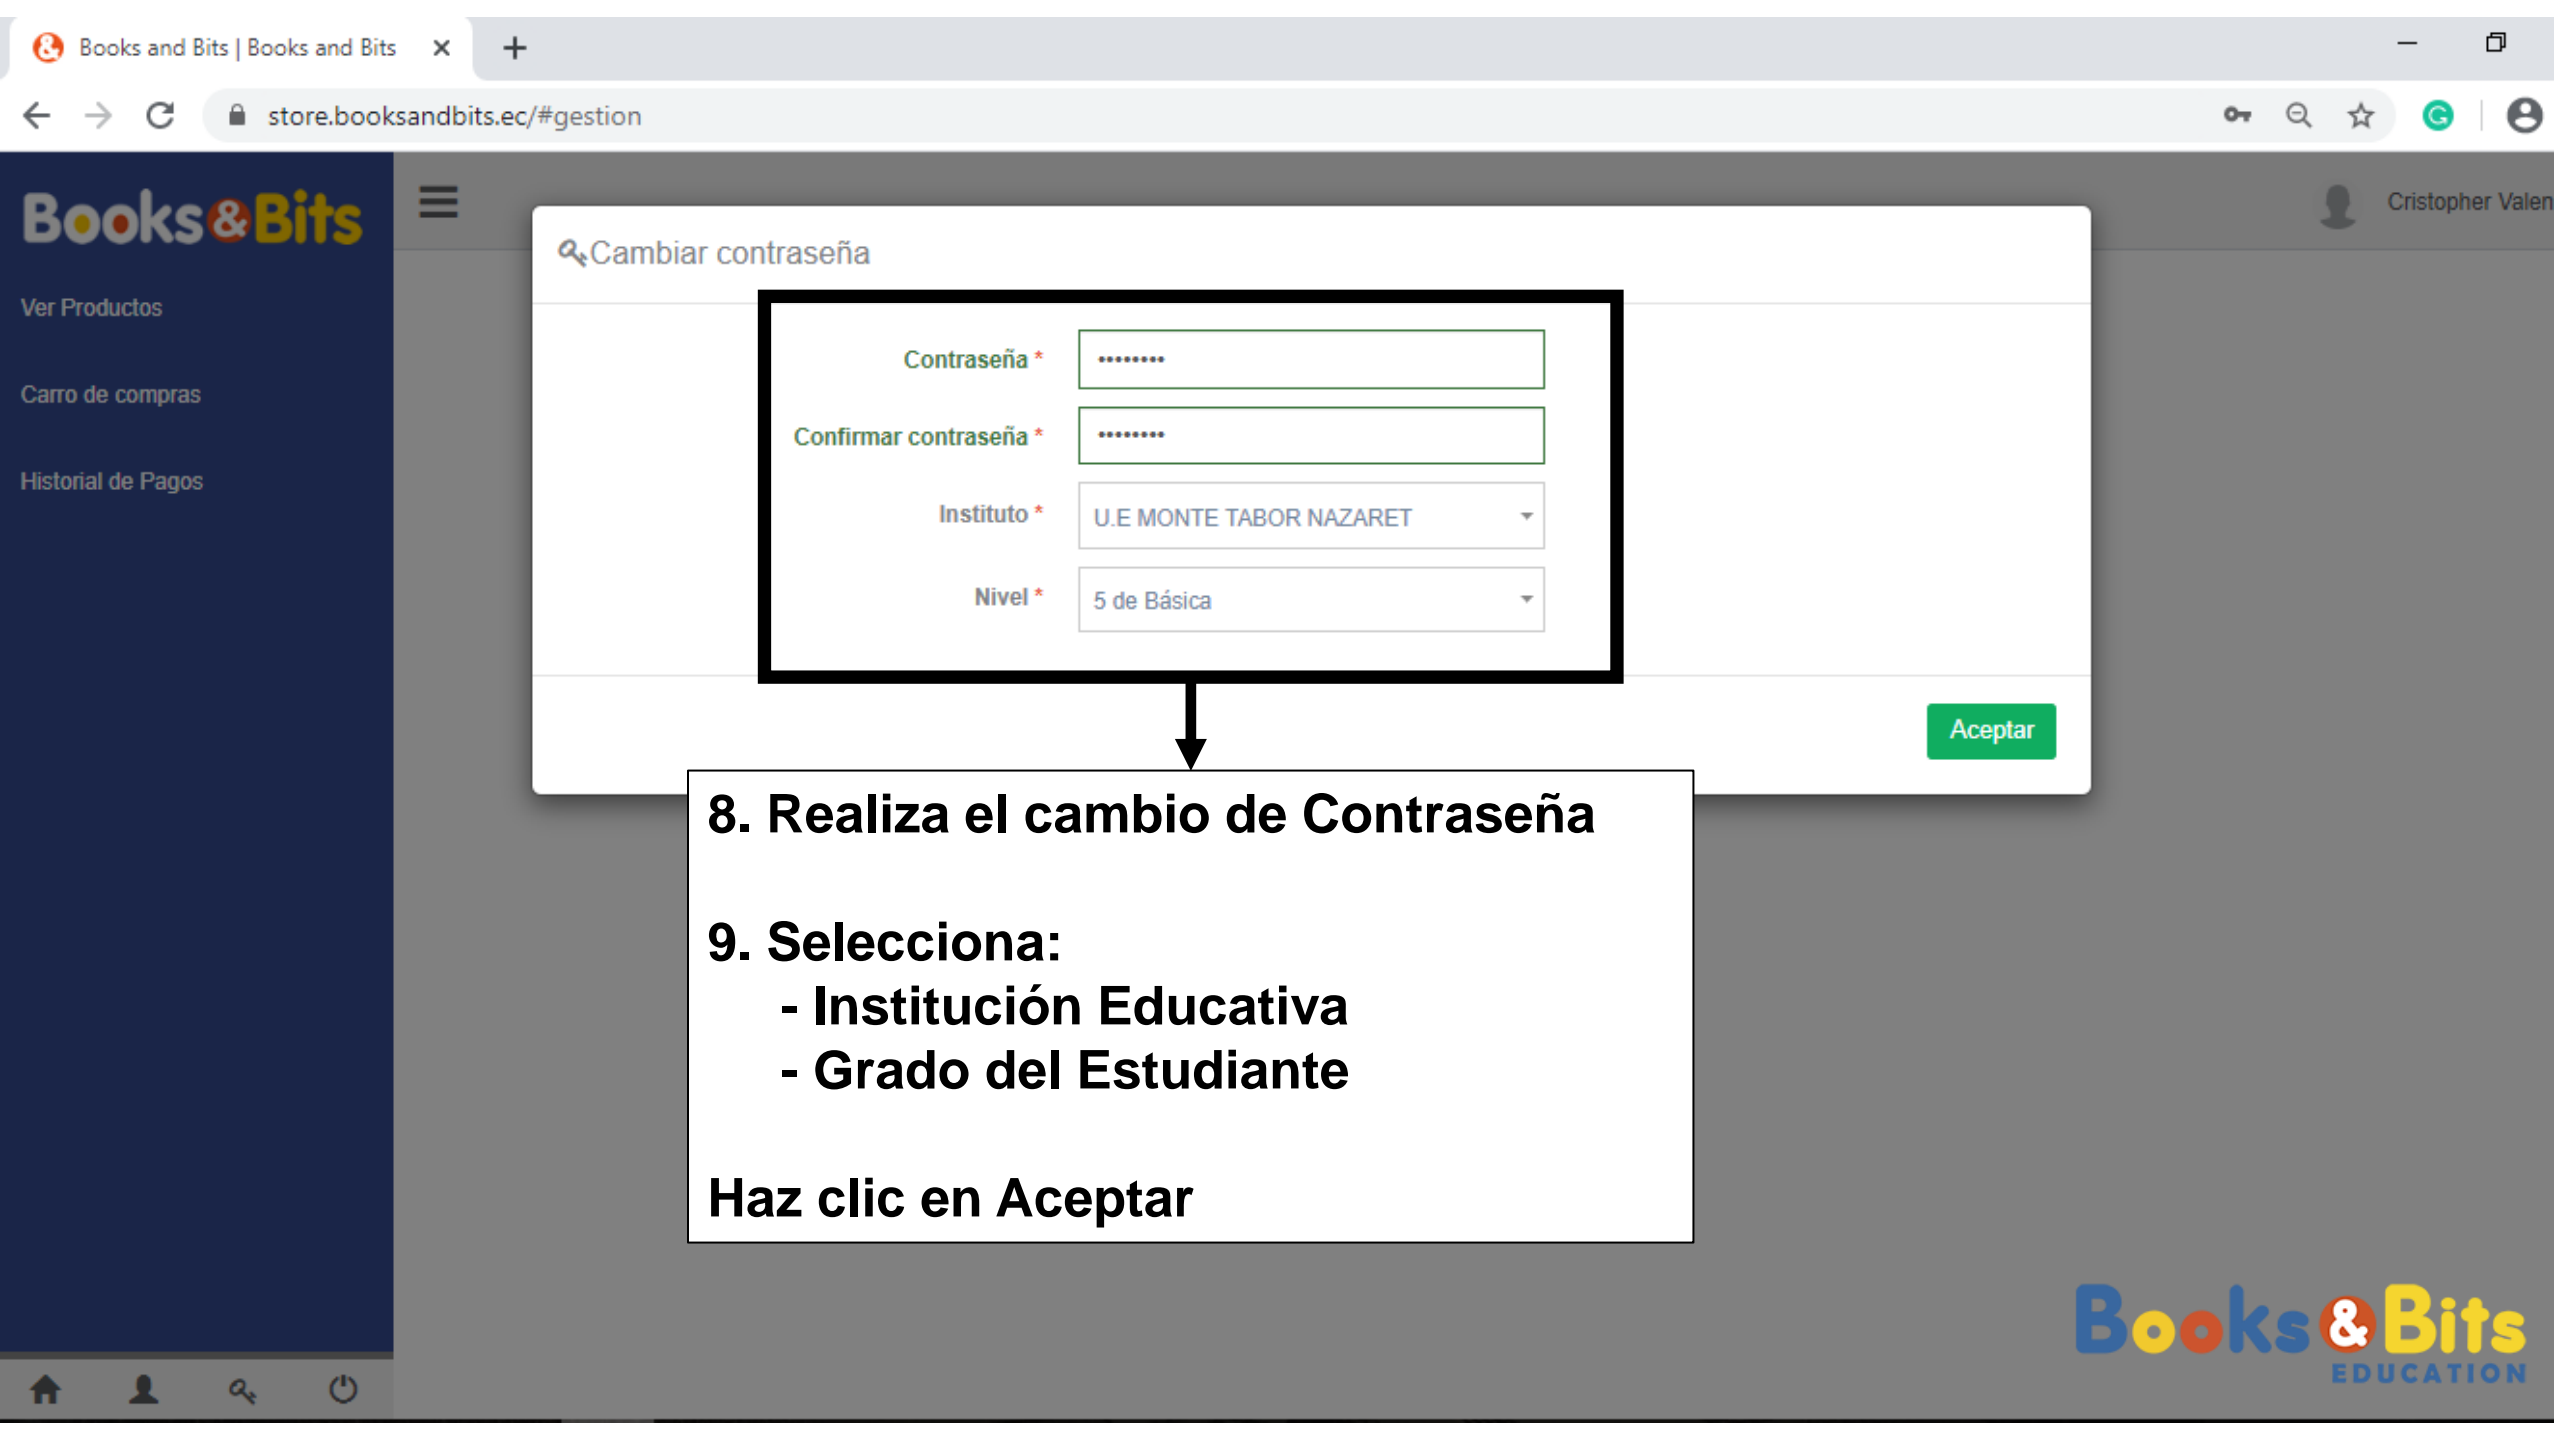 Books and Bits | Books and Bits
store.booksandbits.ec/#gestion
Books&Bits
Cristopher Valen
Ver Productos
Carro de compras
Historial de Pagos
Cambiar contraseña
Contraseña * ••••••••
Confirmar contraseña * ••••••••
Instituto * U.E MONTE TABOR NAZARET
Nivel * 5 de Básica
Aceptar
8. Realiza el cambio de Contraseña
9. Selecciona:
- Institución Educativa
- Grado del Estudiante
Haz clic en Aceptar
Books&Bits
EDUCATION